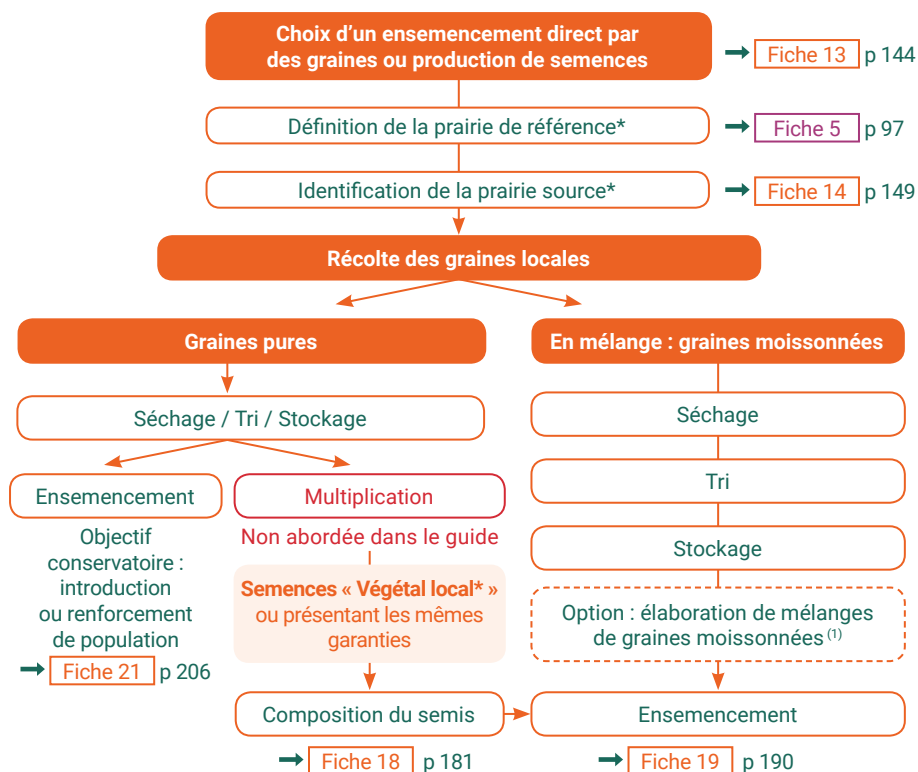 Choix d'un ensemencement direct par
des graines ou production de semences
➞ Fiche 13 p 144
Définition de la prairie de référence*
➞ Fiche 5 p 97
Identification de la prairie source*
➞ Fiche 14 p 149
Récolte des graines locales
Graines pures
En mélange : graines moissonnées
Séchage / Tri / Stockage
Séchage
Ensemencement
Multiplication
Tri
Objectif
conservatoire :
introduction
ou renforcement
de population
➞ Fiche 21 p 206
Non abordée dans le guide
Semences « Végétal local* »
ou présentant les mêmes
garanties
Stockage
Option : élaboration de mélanges
de graines moissonnées (1)
Composition du semis
Ensemencement
➞ Fiche 18 p 181
➞ Fiche 19 p 190